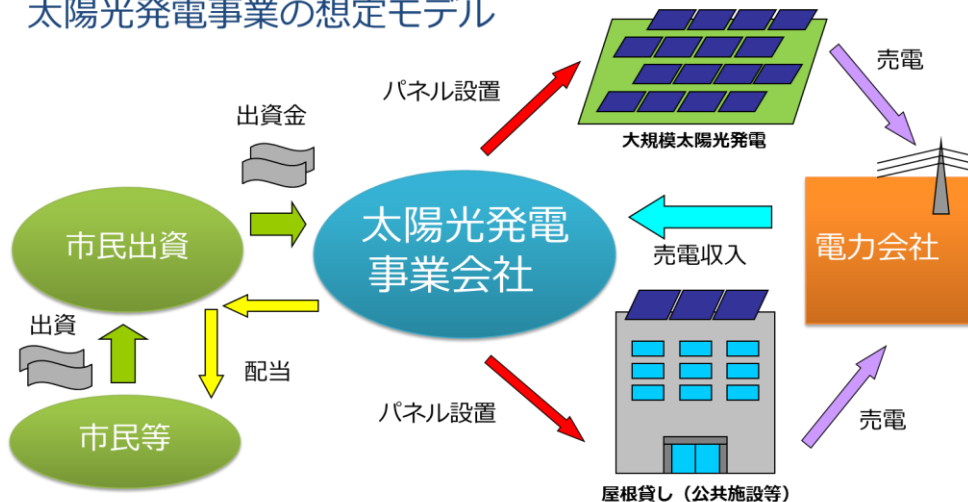 太陽光発電事業の想定モデル
売電
パネル設置
出資金
大規模太陽光発電
太陽光発電
事業会社
市民出資
売電収入
電力会社
出資
配当
パネル設置
市民等
売電
屋根貸し（公共施設等）